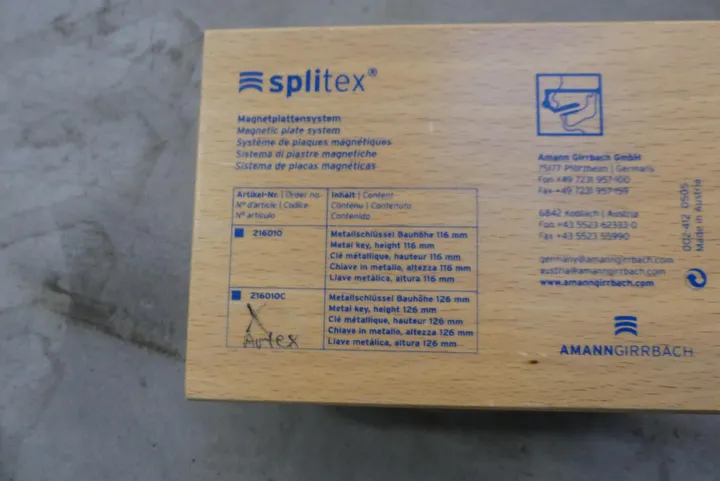 splitex®
Magnetplattensystem
Magnetic plate system
Système de plaques magnétiques
Sistema di piastre magnetiche
Sistema de placas magnéticas
Artikel-Nr. | Order no.
N° d'article | Codice-
N° artículo
Inhalt | Content
Contenu | Contenuto
Contenido
216010
Metallschlüssel Bauhöhe 116 mm
Metal key, height 116 mm
Clé métallique, hauteur 116 mm
Chiave in metallo, altezza 116 mm
Llave metálica, altura 116 mm
216010C
X
Artex
Metallschlüssel Bauhöhe 126 mm
Metal key, height 126 mm
Clé métallique, hauteur 126 mm
Chiave in metallo, altezza 126 mm
Llave metálica, altura 126 mm
Amann Girrbach GmbH
75177 Pforzheim | Germany
Fon +49 7231 957-100
Fax +49 7231 957-159
6842 Koblach | Austria
Fon +43 5523 62333-0
Fax +43 5523 55990
germany@amanngirrbach.com
austria@amanngirrbach.com
www.amanngirrbach.com
AMANNGIRRBACH
002-412 0505
Made in Austria